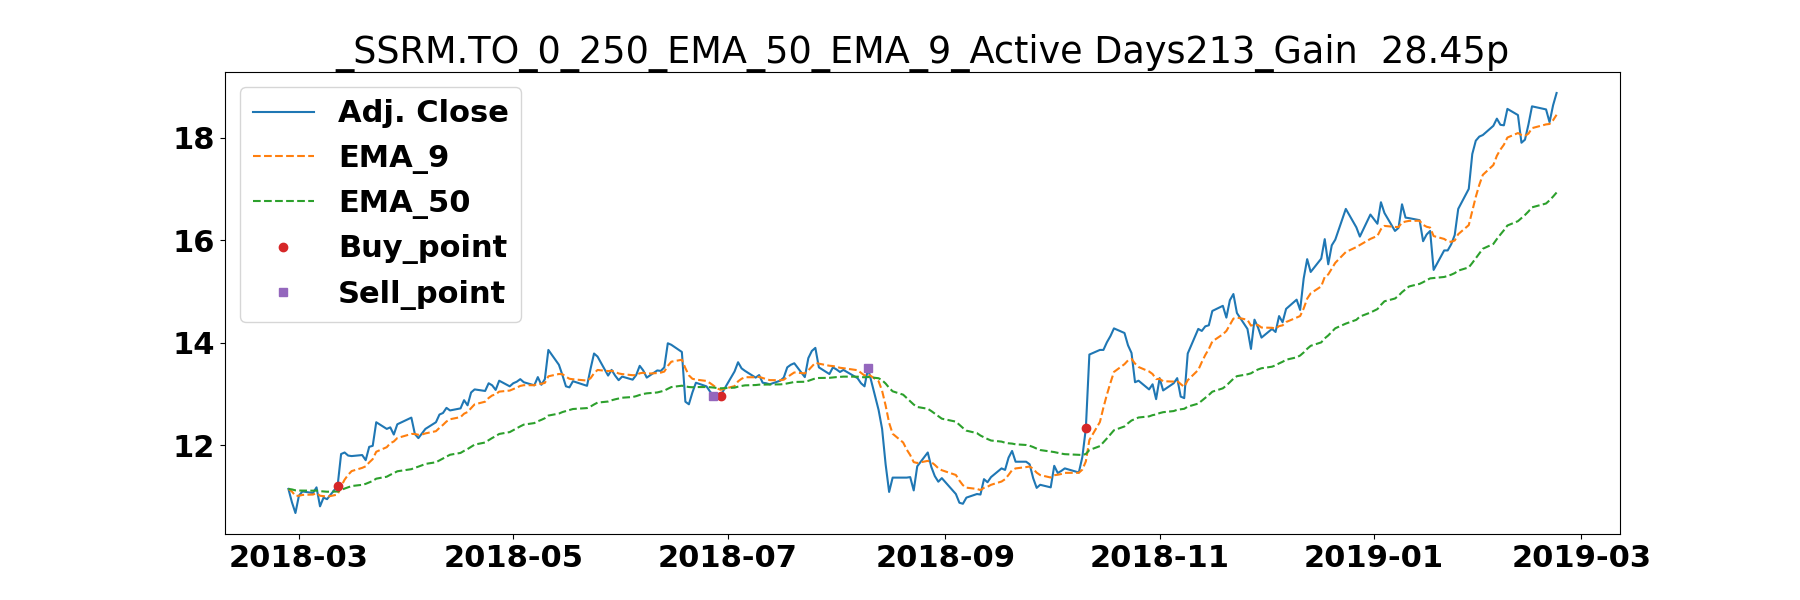 _SSRM.TO_0_250_EMA_50_EMA_9_Active Days213_Gain  28.45p
Adj. Close
EMA_9
EMA_50
Buy_point
Sell_point
18
16
14
12
2018-03 2018-05 2018-07 2018-09 2018-11 2019-01 2019-03